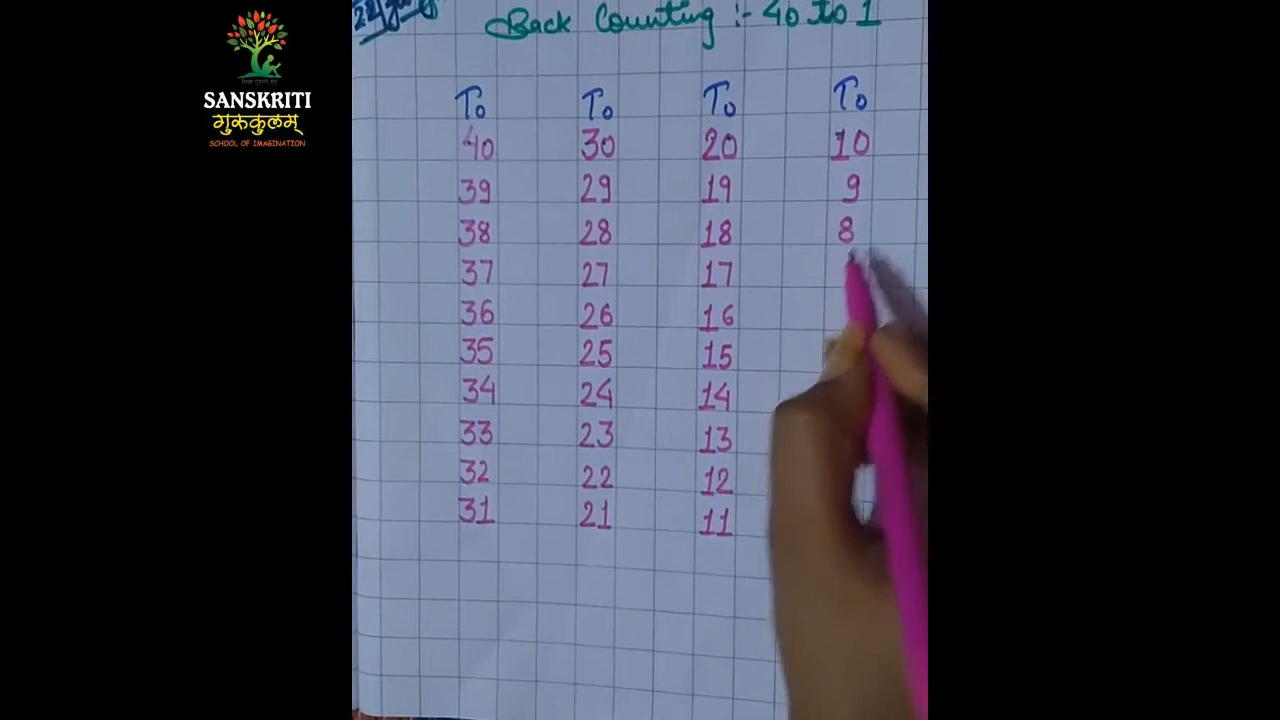 SANSKRITI
गुरुकुलम्
SCHOOL OF IMAGINATION
Back Counting :- 40 to 1
To To To To
40 30 20 10
39 29 19 9
38 28 18 8
37 27 17
36 26 16
35 25 15
34 24 14
33 23 13
32 22 12
31 21 11